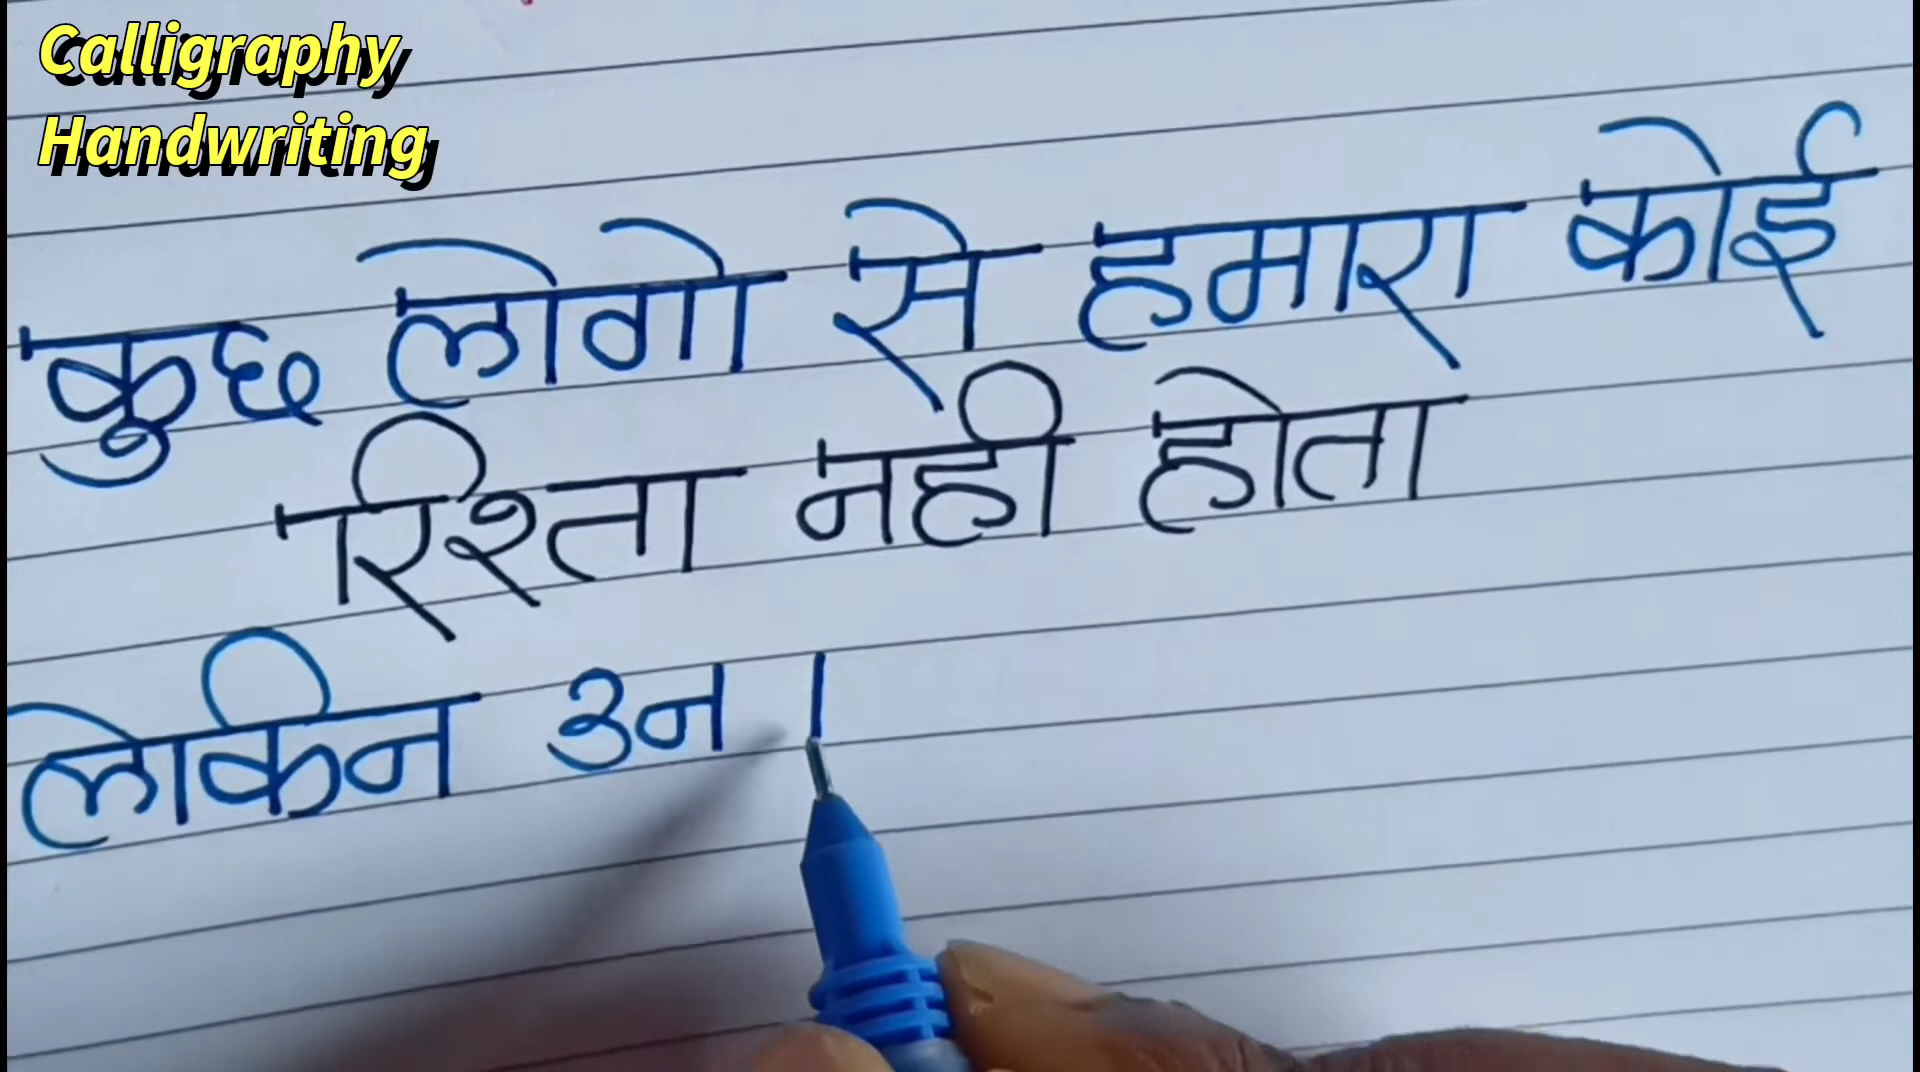 Calligraphy
Handwriting
कुछ लोगो से हमारा कोई
रिश्ता नही होता
लेकिन उन